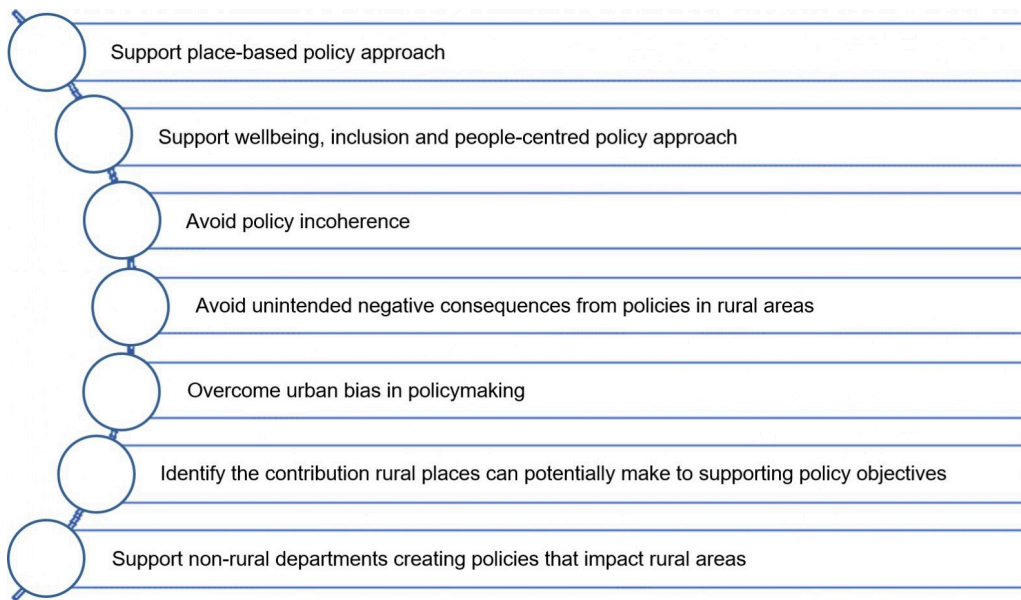 Support place-based policy approach
Support wellbeing, inclusion and people-centred policy approach
Avoid policy incoherence
Avoid unintended negative consequences from policies in rural areas
Overcome urban bias in policymaking
Identify the contribution rural places can potentially make to supporting policy objectives
Support non-rural departments creating policies that impact rural areas